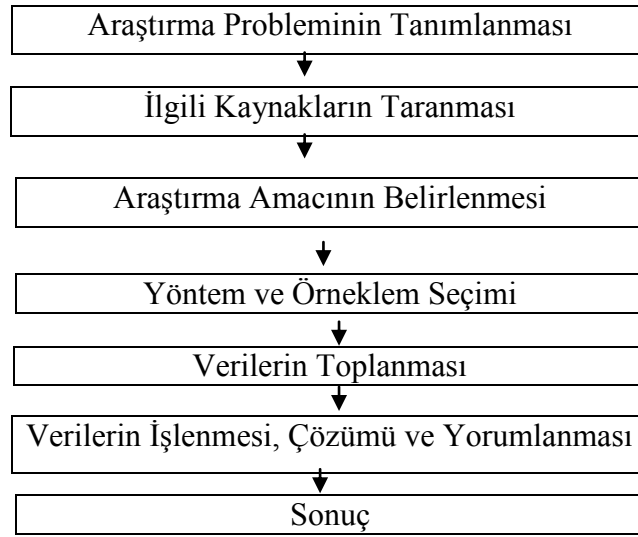 Araştırma Probleminin Tanımlanması
İlgili Kaynakların Taranması
Araştırma Amacının Belirlenmesi
Yöntem ve Örneklem Seçimi
Verilerin Toplanması
Verilerin İşlenmesi, Çözümü ve Yorumlanması
Sonuç